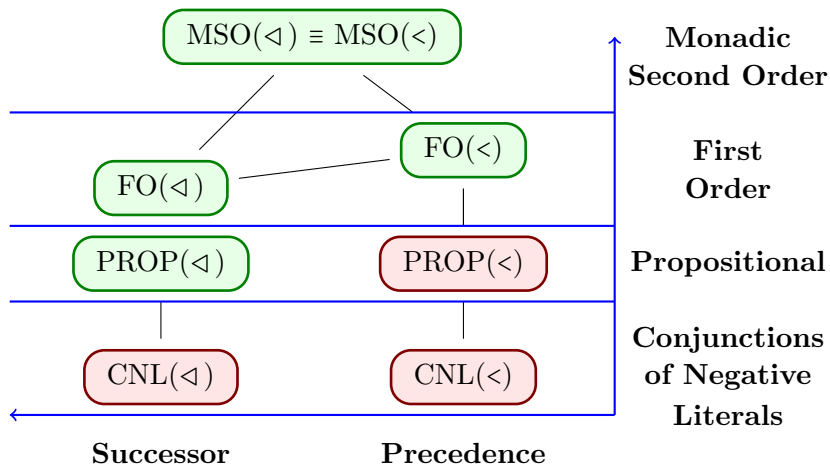 MSO(◁) ≡ MSO(<)
Monadic
Second Order
FO(◁)
FO(<)
First
Order
PROP(◁)
PROP(<)
Propositional
CNL(◁)
CNL(<)
Conjunctions
of Negative
Literals
Successor
Precedence